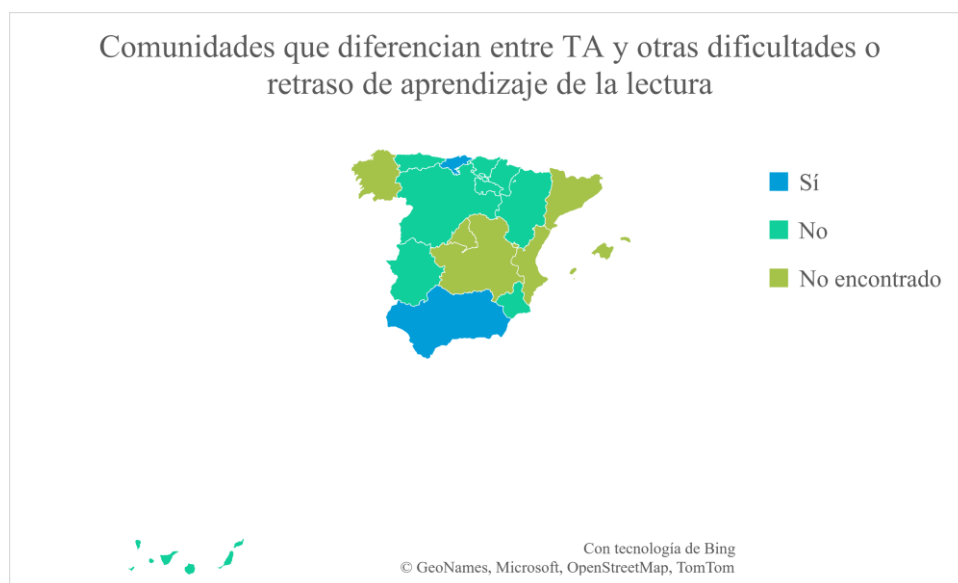 Comunidades que diferencian entre TA y otras dificultades o
retraso de aprendizaje de la lectura
Sí
No
No encontrado
Con tecnología de Bing
© GeoNames, Microsoft, OpenStreetMap, TomTom